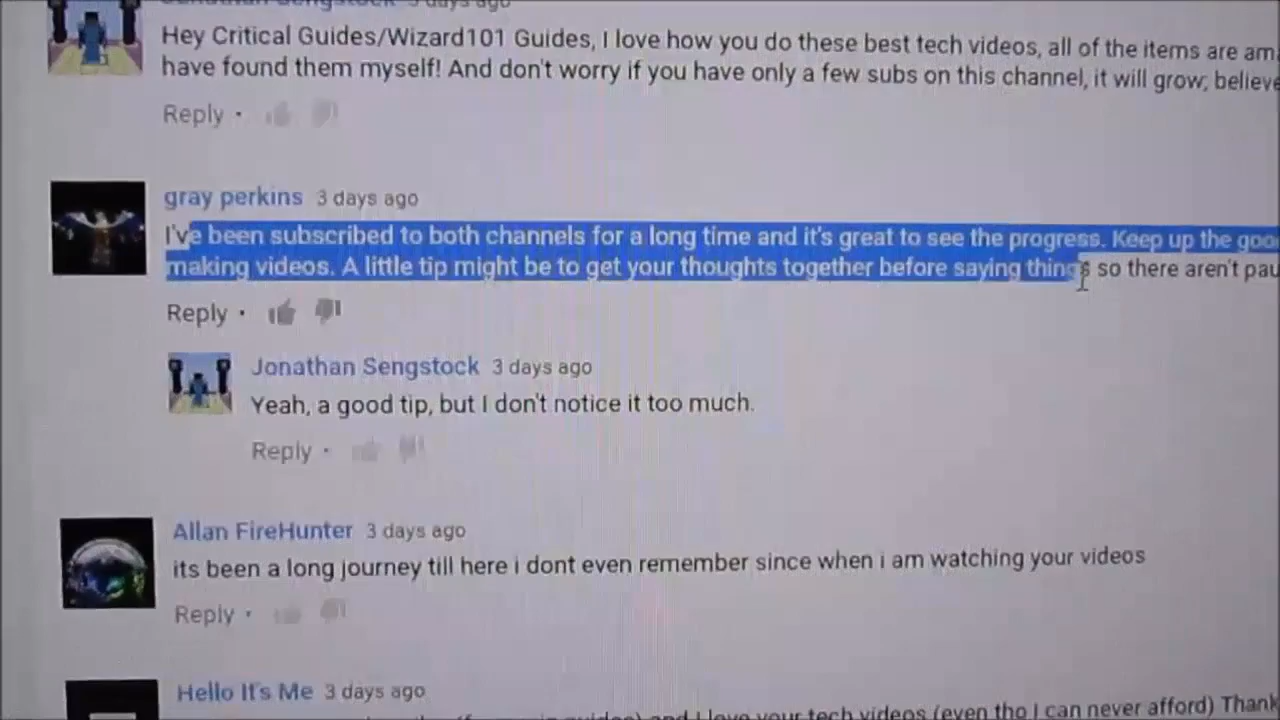 Jonathan Sengstock 3 days ago
Hey Critical Guides/Wizard101 Guides, I love how you do these best tech videos, all of the items are am
have found them myself! And don't worry if you have only a few subs on this channel, it will grow, believe
Reply •
gray perkins 3 days ago
I've been subscribed to both channels for a long time and it's great to see the progress. Keep up the goo
making videos. A little tip might be to get your thoughts together before saying things so there aren't pau
Reply •
Jonathan Sengstock 3 days ago
Yeah, a good tip, but I don't notice it too much.
Reply •
Allan FireHunter 3 days ago
its been a long journey till here i dont even remember since when i am watching your videos
Reply •
Hello It's Me 3 days ago
and I love your tech videos (even tho I can never afford) Thank